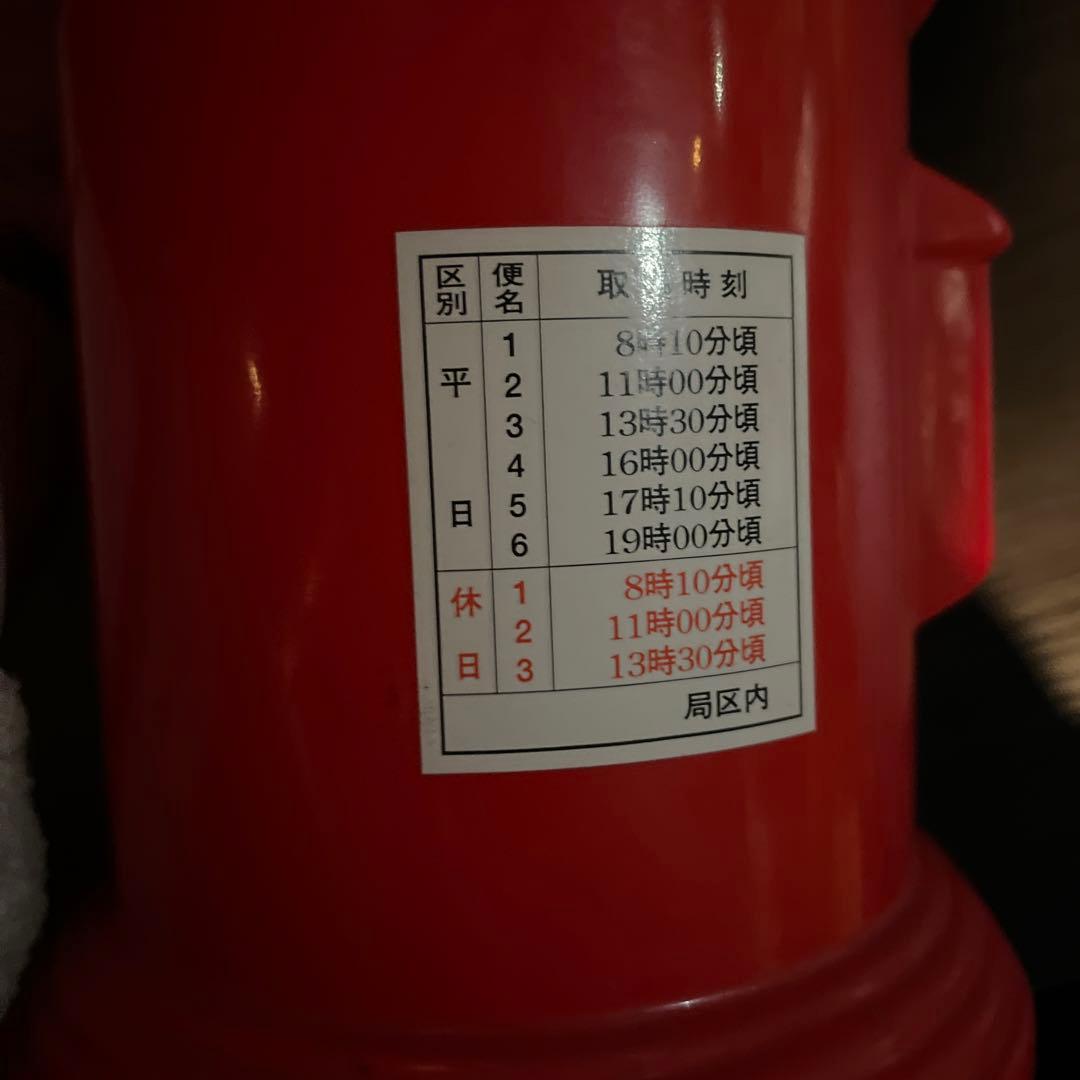 区別 便名 取 時刻
平日 1 8時10分頃
2 11時00分頃
3 13時30分頃
4 16時00分頃
5 17時10分頃
6 19時00分頃
休日 1 8時10分頃
2 11時00分頃
3 13時30分頃
局区内